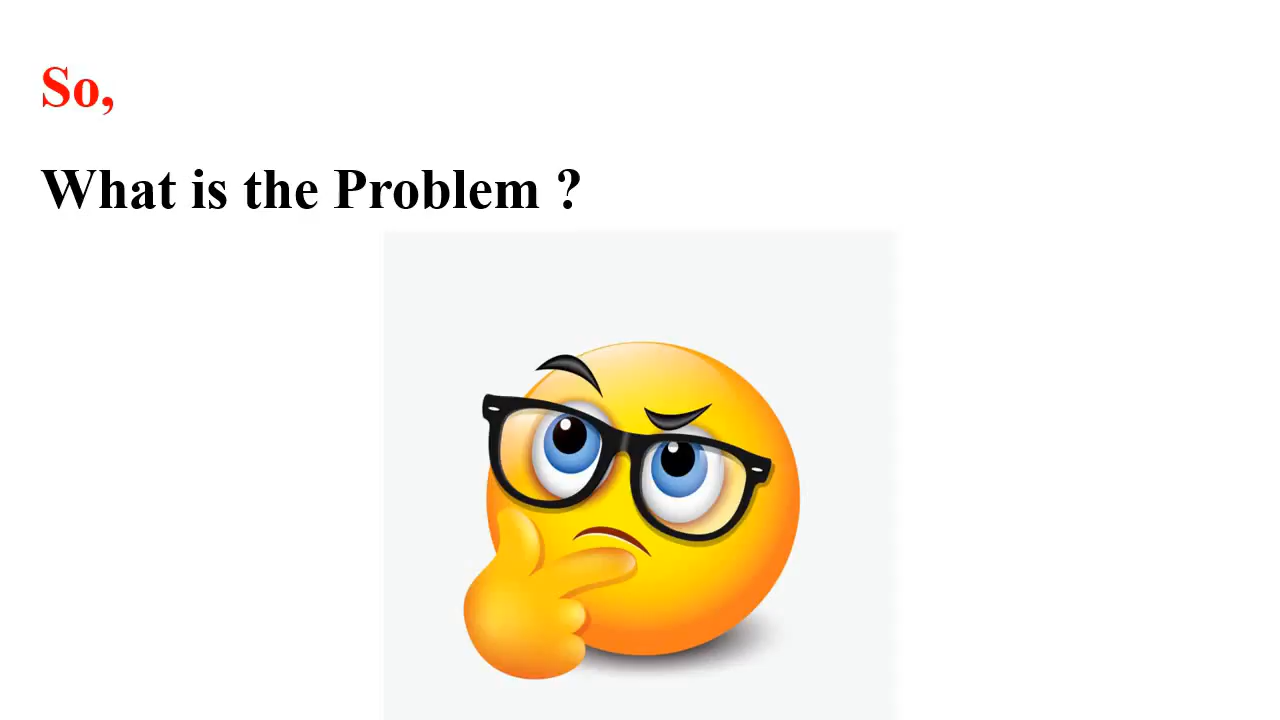 So,
What is the Problem ?